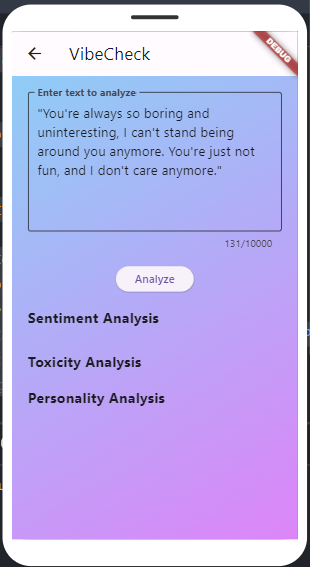 VibeCheck
DEBUG
Enter text to analyze
"You're always so boring and
uninteresting, I can't stand being
around you anymore. You're just not
fun, and I don't care anymore."
131/10000
Analyze
Sentiment Analysis
Toxicity Analysis
Personality Analysis